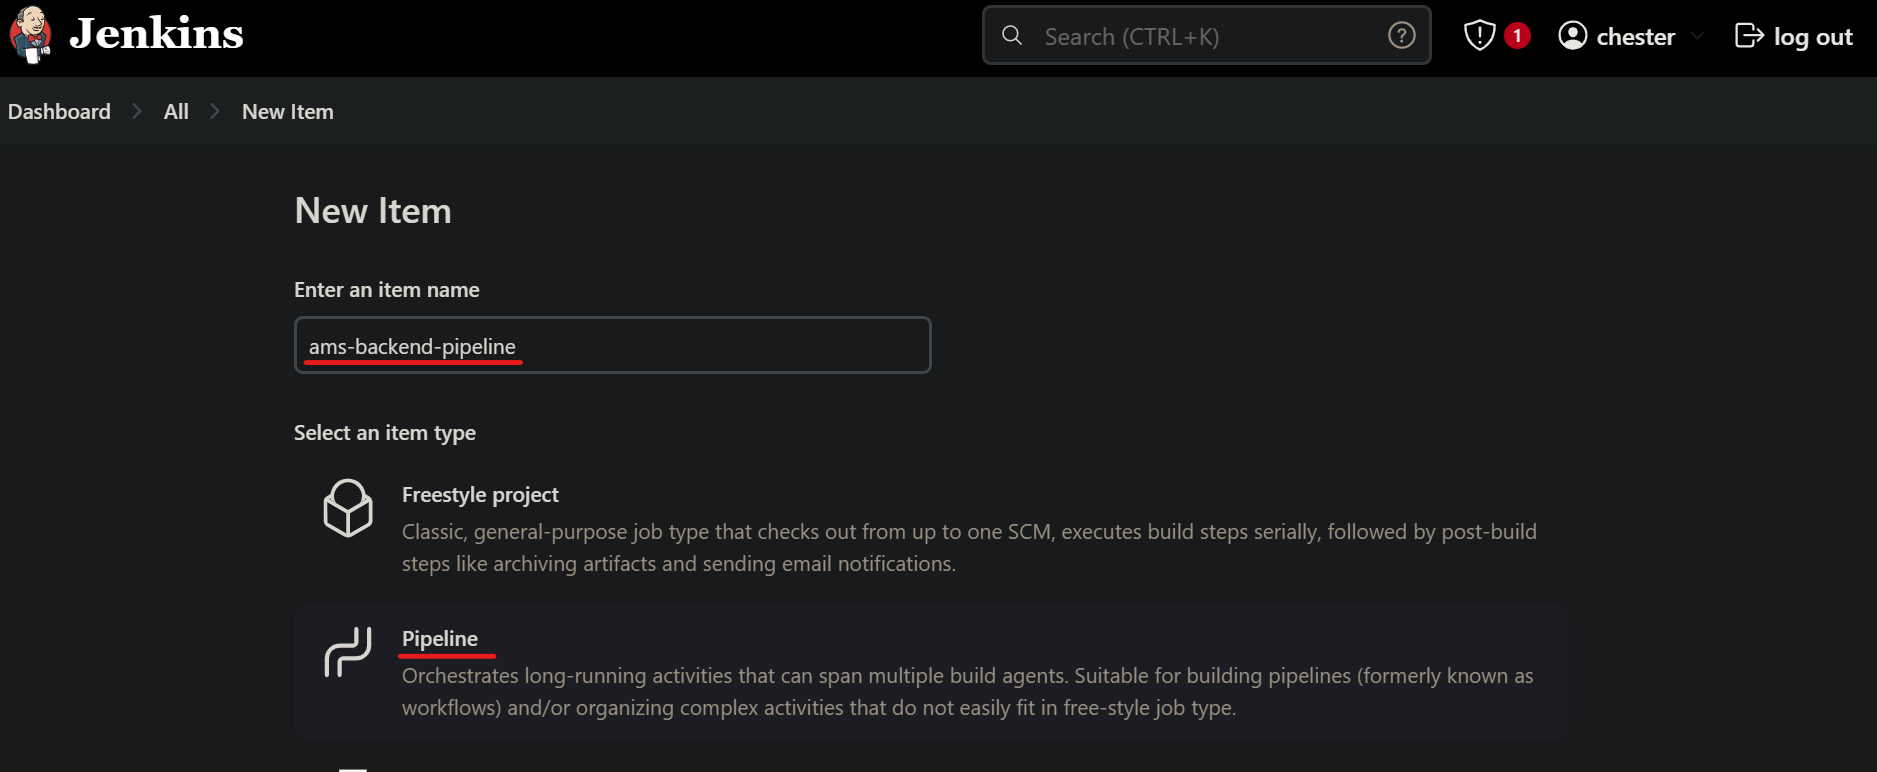 Jenkins
Search (CTRL+K)
?
1
chester
log out
Dashboard
All
New Item
New Item
Enter an item name
ams-backend-pipeline
Select an item type
Freestyle project
Classic, general-purpose job type that checks out from up to one SCM, executes build steps serially, followed by post-build
steps like archiving artifacts and sending email notifications.
Pipeline
Orchestrates long-running activities that can span multiple build agents. Suitable for building pipelines (formerly known as
workflows) and/or organizing complex activities that do not easily fit in free-style job type.